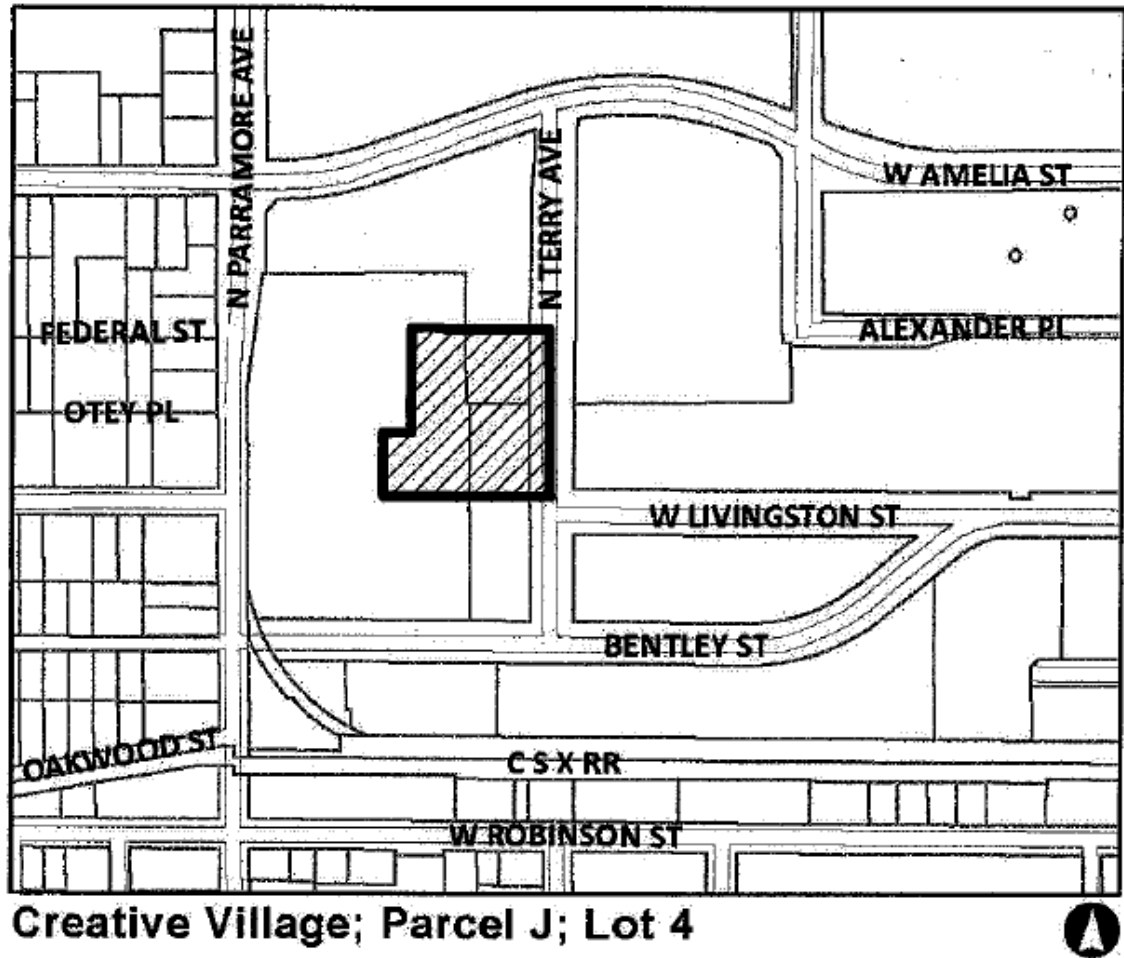 N PARRAMORE AVE
N TERRY AVE
W AMELIA ST
FEDERAL ST
ALEXANDER PL
OTEY PL
W LIVINGSTON ST
BENTLEY ST
OAKWOOD ST
C S X RR
W ROBINSON ST
Creative Village; Parcel J; Lot 4